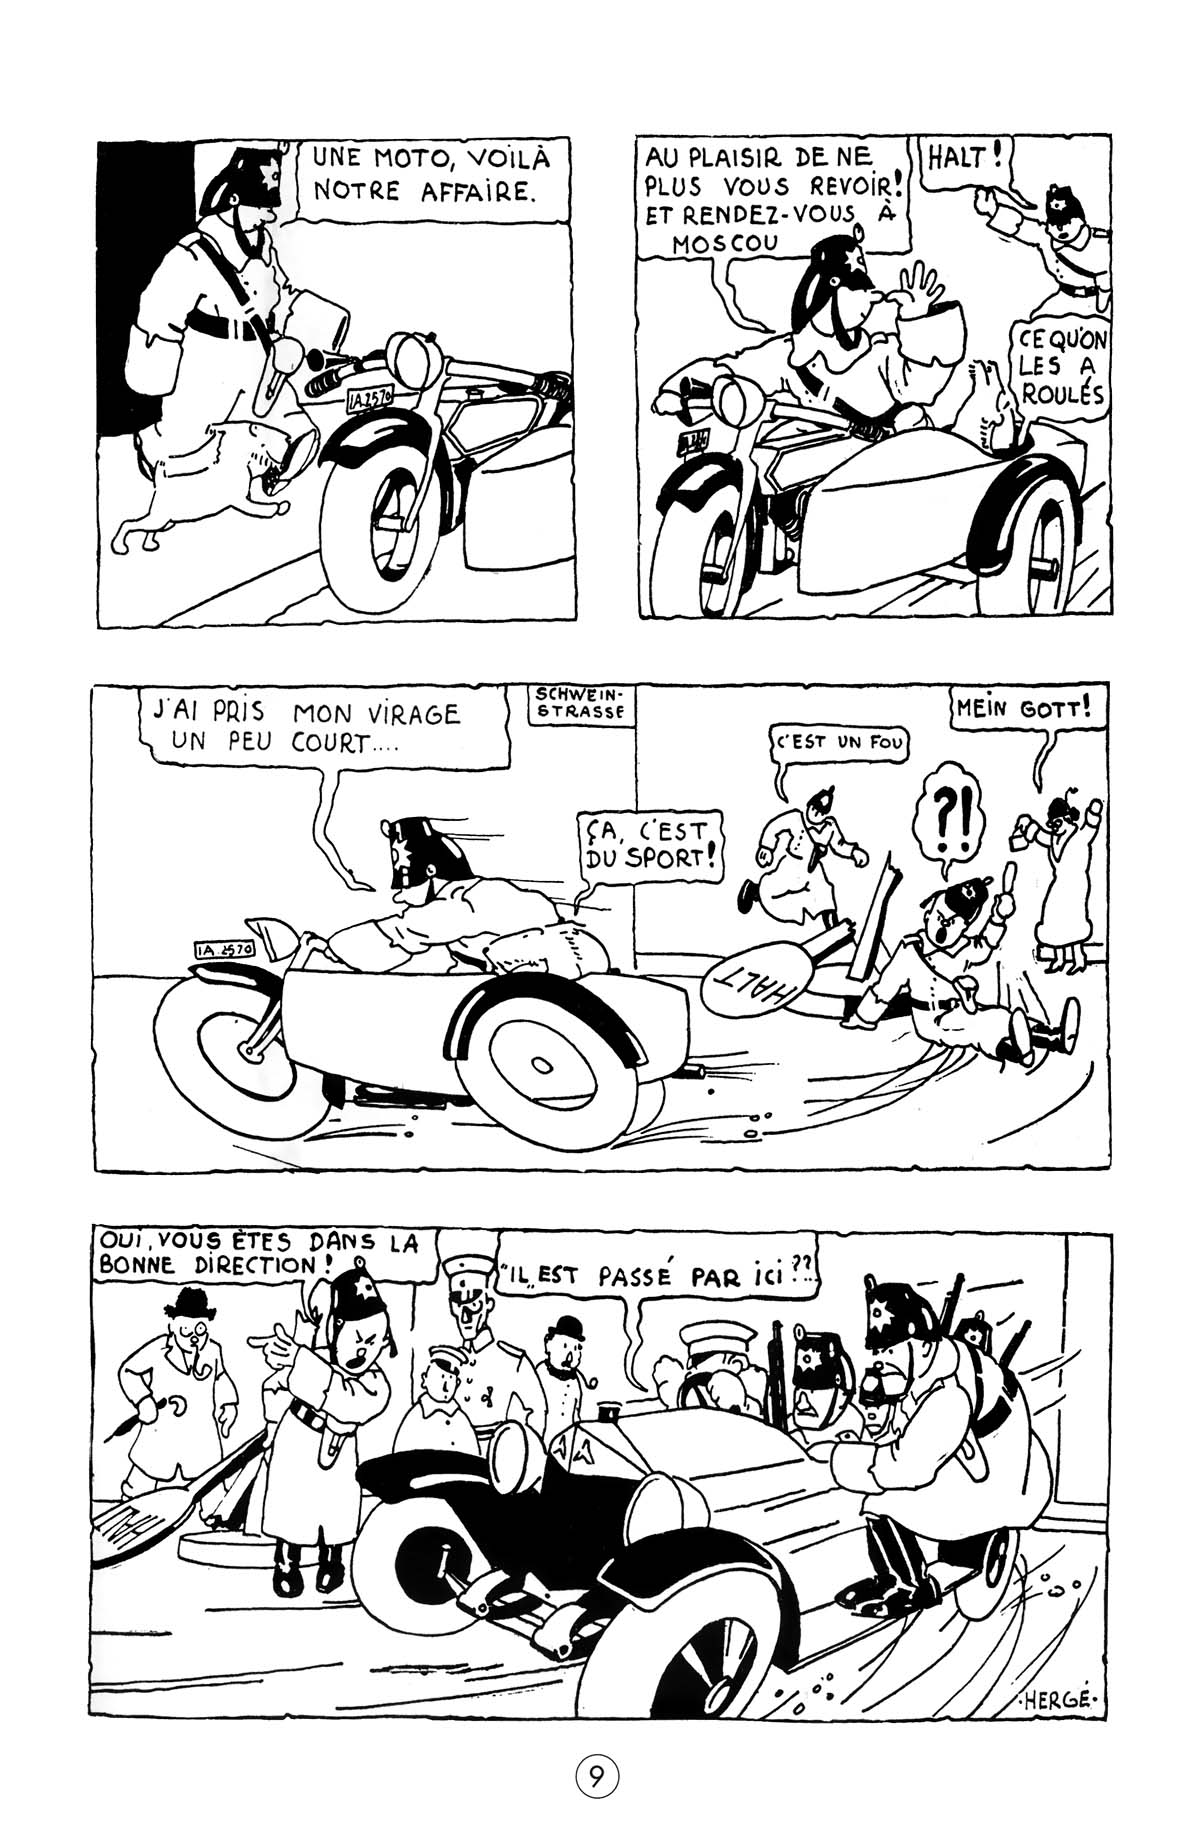 UNE MOTO, VOILÀ
NOTRE AFFAIRE.
IA.2570
AU PLAISIR DE NE
PLUS VOUS REVOIR!
ET RENDEZ-VOUS À
MOSCOU
HALT!
CE QU'ON
LES A
ROULÉS
J'AI PRIS MON VIRAGE
UN PEU COURT....
SCHWEIN-
STRASSE
C'EST UN FOU
MEIN GOTT!
?!
ÇA, C'EST
DU SPORT!
IA.2570
HALT
OUI, VOUS ÊTES DANS LA
BONNE DIRECTION!
"IL" EST PASSÉ PAR ICI??...
HALT
·HERGÉ·
9